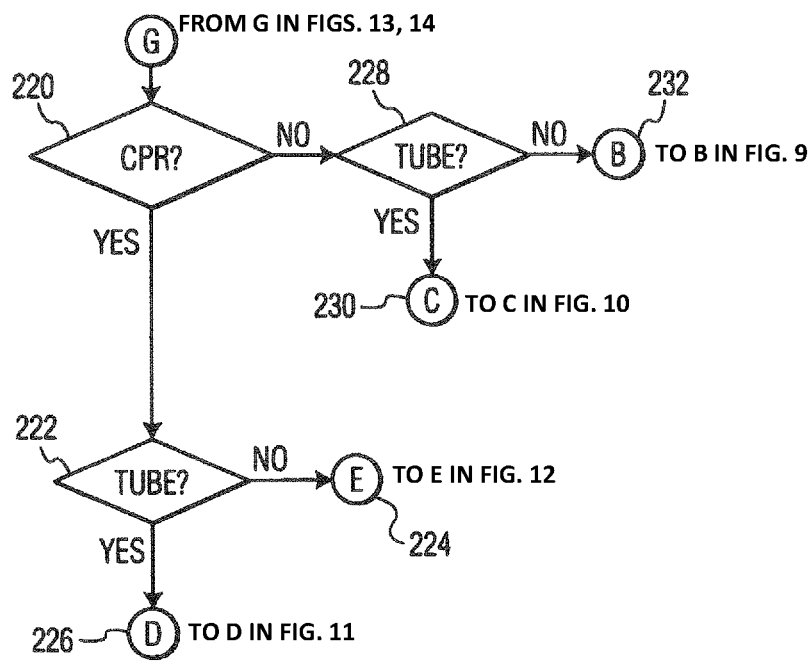 G FROM G IN FIGS. 13, 14
220
CPR?
NO
228
TUBE?
NO
232
B TO B IN FIG. 9
YES
YES
230 C TO C IN FIG. 10
222
TUBE?
NO
E TO E IN FIG. 12
224
YES
226 D TO D IN FIG. 11